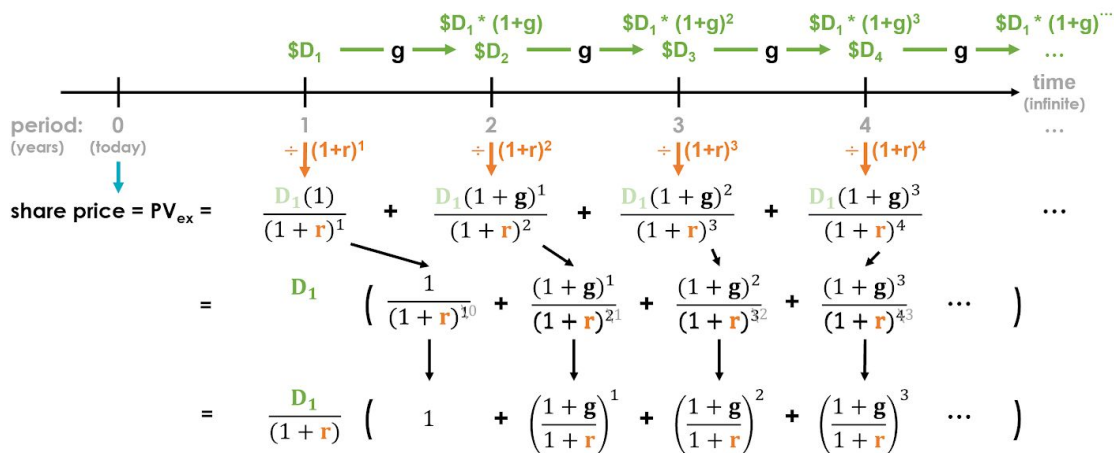 $D₁ * (1+g) $D₁ * (1+g)² $D₁ * (1+g)³ $D₁ * (1+g)^…
$D₁ g $D₂ g $D₃ g $D₄ g …
time
(infinite)
period: 0 1 2 3 4 …
(years) (today)
÷ (1+r)¹ ÷ (1+r)² ÷ (1+r)³ ÷ (1+r)⁴
share price = PVₑₓ = D₁(1)/(1 + r)¹ + D₁(1 + g)¹/(1 + r)² + D₁(1 + g)²/(1 + r)³ + D₁(1 + g)³/(1 + r)⁴ …
= D₁ ( 1/(1 + r)¹\0 + (1 + g)¹/(1 + r)²\1 + (1 + g)²/(1 + r)³\2 + (1 + g)³/(1 + r)⁴\3 … )
= D₁/(1 + r) ( 1 + ((1 + g)/(1 + r))¹ + ((1 + g)/(1 + r))² + ((1 + g)/(1 + r))³ … )